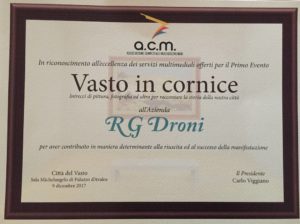 a.c.m.
In riconoscimento all'eccellenza dei servizi multimediali offerti per il Primo Evento
Vasto in cornice
Intrecci di pittura, fotografia ed altro per raccontare la storia della nostra città
all'Azienda
RG Droni
per aver contribuito in maniera determinante alla riuscita ed al successo della manifestazione
Città del Vasto
Sala Michelangelo di Palazzo d'Avalos
9 dicembre 2017
Il Presidente
Carlo Viggiano